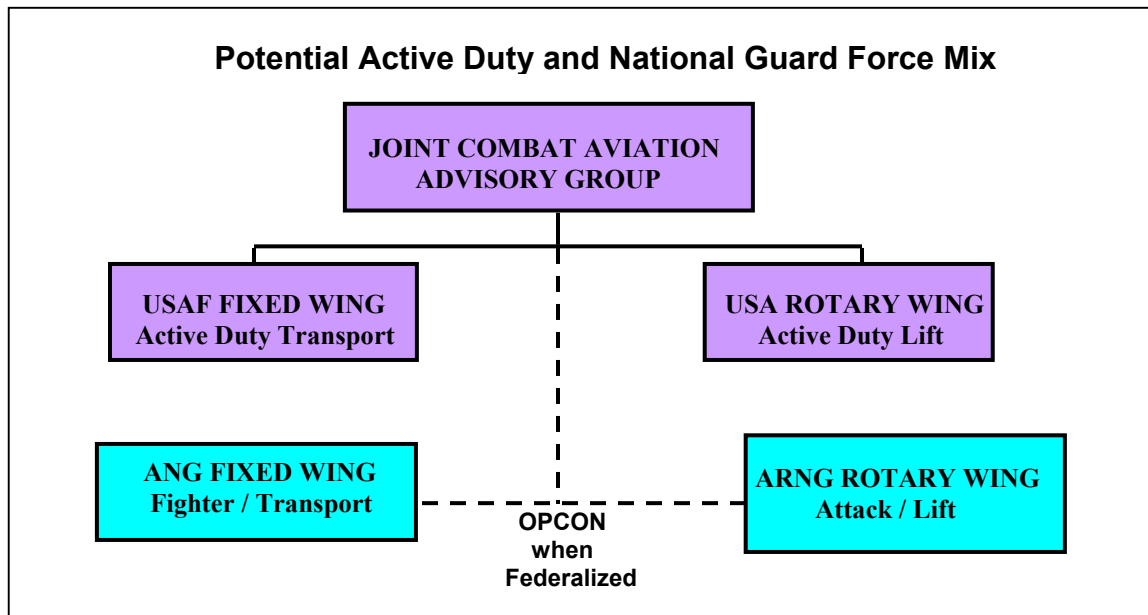 Potential Active Duty and National Guard Force Mix
JOINT COMBAT AVIATION
ADVISORY GROUP
USAF FIXED WING
Active Duty Transport
USA ROTARY WING
Active Duty Lift
ANG FIXED WING
Fighter / Transport
ARNG ROTARY WING
Attack / Lift
OPCON
when
Federalized